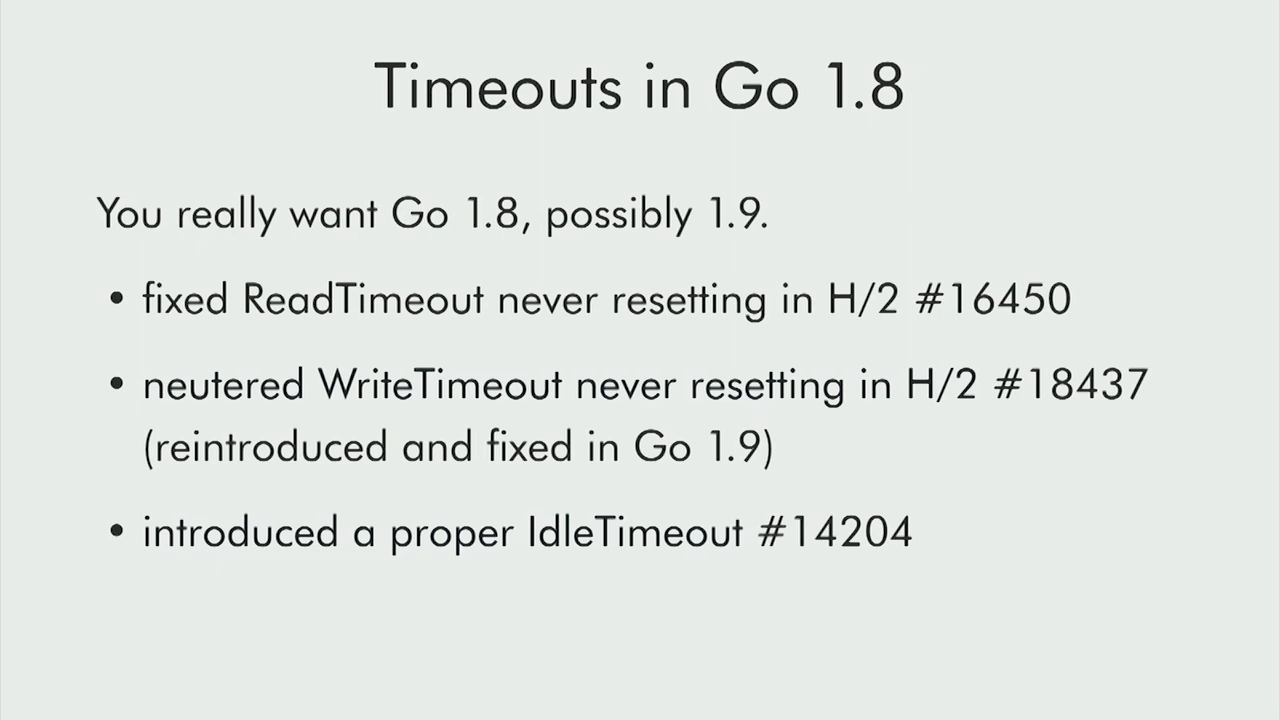 Timeouts in Go 1.8
You really want Go 1.8, possibly 1.9.
• fixed ReadTimeout never resetting in H/2 #16450
• neutered WriteTimeout never resetting in H/2 #18437
(reintroduced and fixed in Go 1.9)
• introduced a proper IdleTimeout #14204